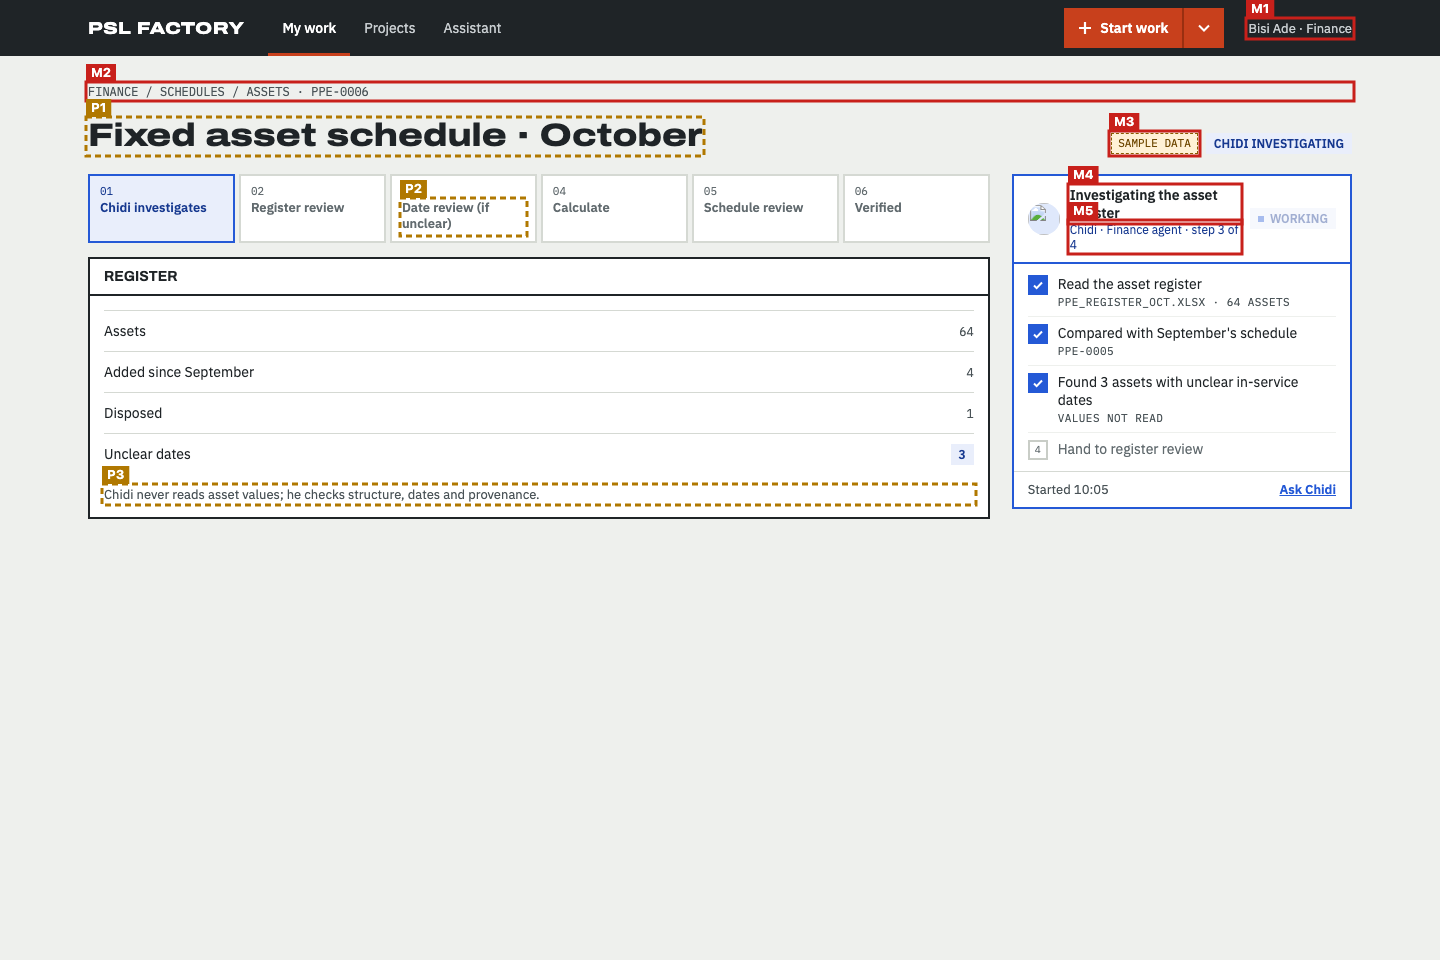 PSL FACTORY
My work
Projects
Assistant
Start work
M1
Bisi Ade · Finance
M2
FINANCE / SCHEDULES / ASSETS · PPE-0006
P1
Fixed asset schedule · October
M3
SAMPLE DATA
CHIDI INVESTIGATING
01
Chidi investigates
02
Register review
P2
Date review (if
unclear)
04
Calculate
05
Schedule review
06
Verified
REGISTER
Assets
64
Added since September
4
Disposed
1
Unclear dates
3
P3
Chidi never reads asset values; he checks structure, dates and provenance.
M4
Investigating the asset
M5
Chidi · Finance agent · step 3 of
4
WORKING
Read the asset register
PPE_REGISTER_OCT.XLSX · 64 ASSETS
Compared with September's schedule
PPE-0005
Found 3 assets with unclear in-service
dates
VALUES NOT READ
4
Hand to register review
Started 10:05
Ask Chidi